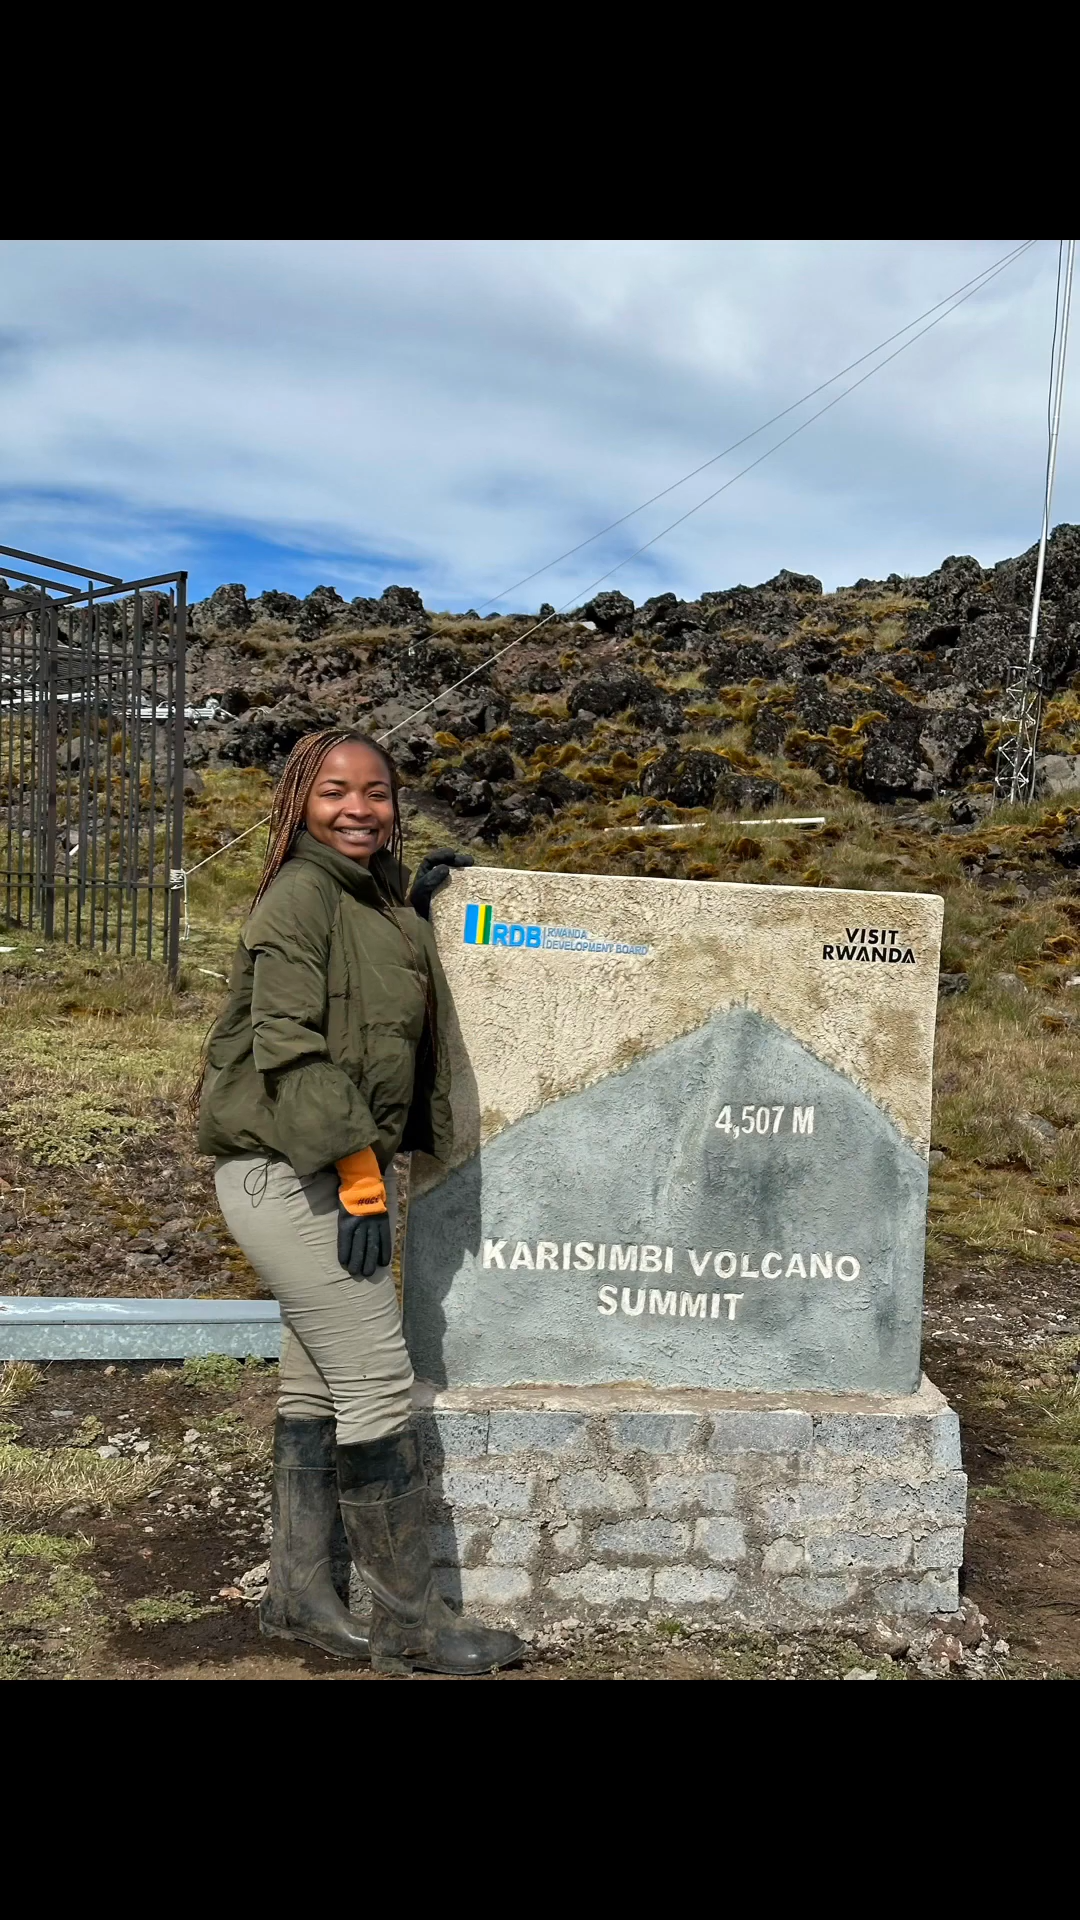 RDB
RWANDA
DEVELOPMENT BOARD
VISIT
RWANDA
4,507 M
KARISIMBI VOLCANO
SUMMIT